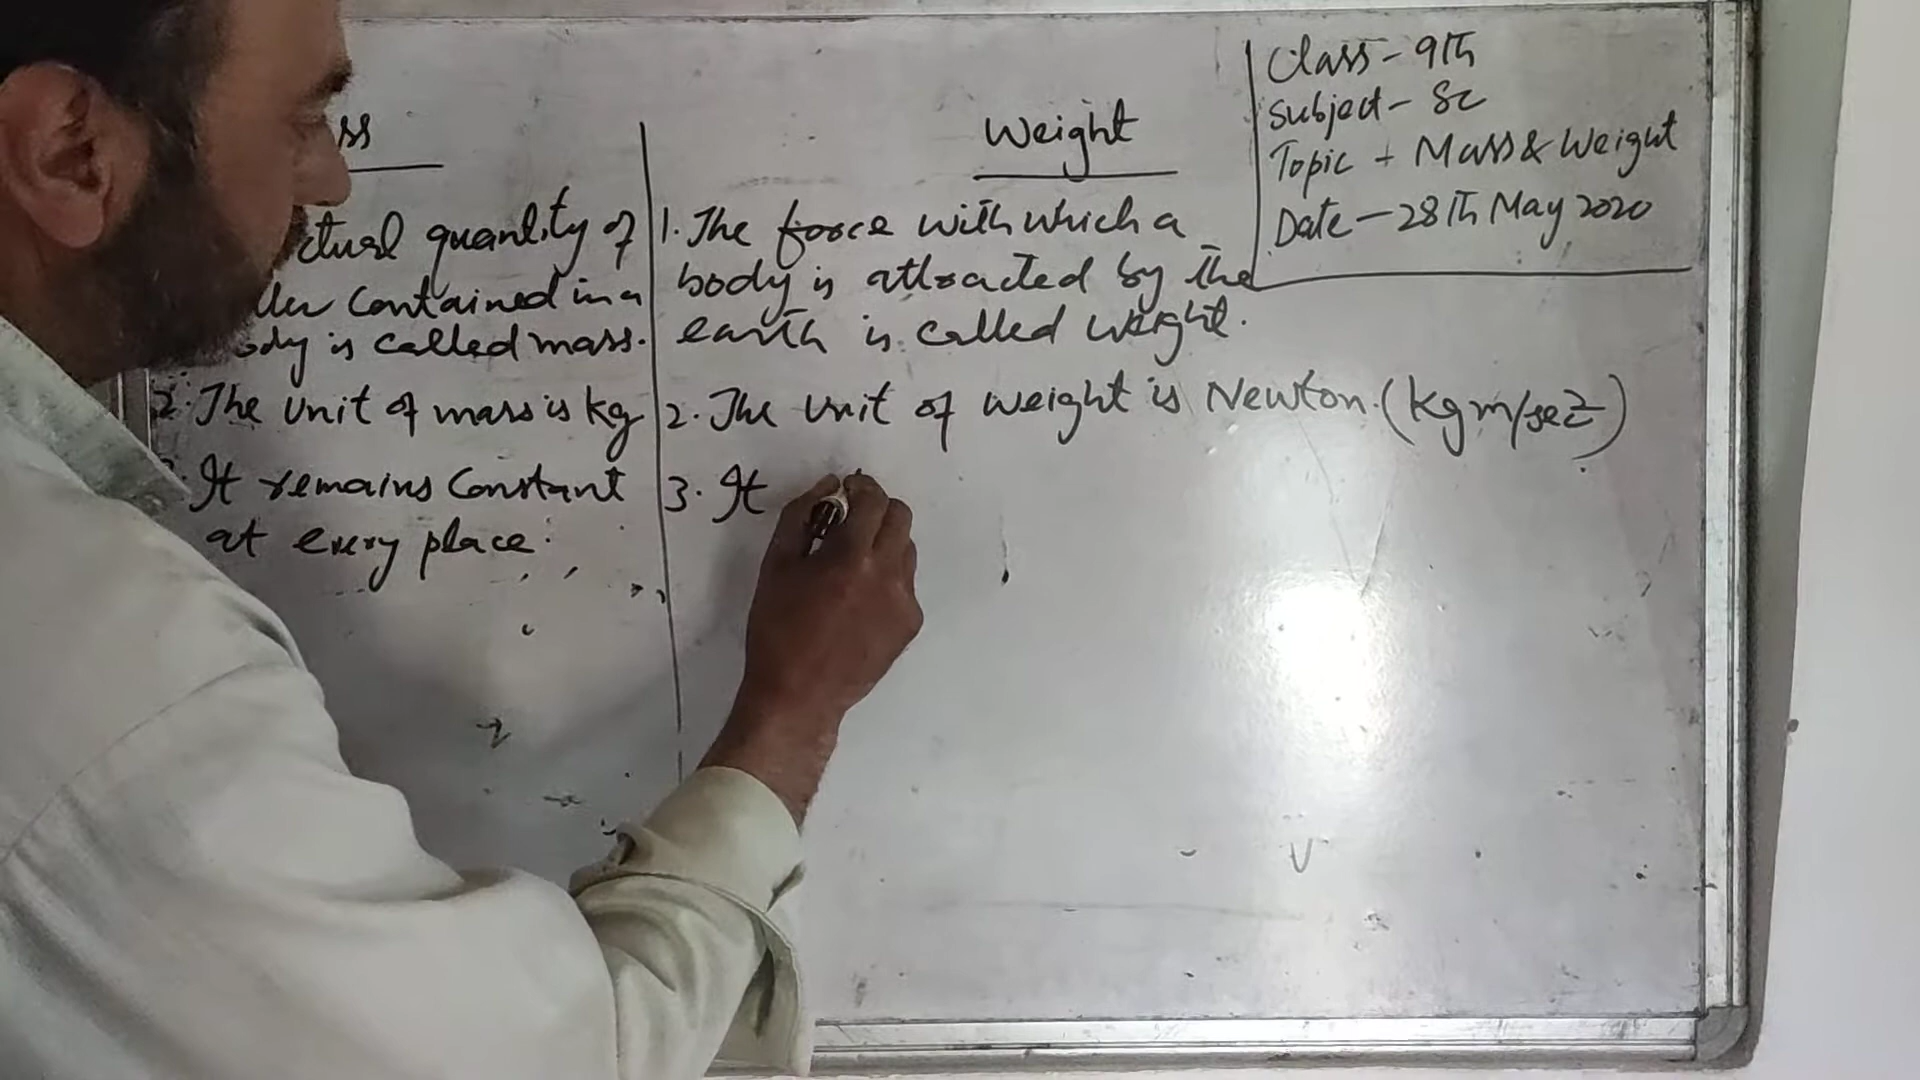 Class - 9th
Subject - Sc
Topic + Mass & Weight
Date - 28th May 2020
ss
Weight
ctual quantity of
contained in a
ody is called mass.
2. The Unit of mass is kg
It remains Constant
at every place.
1. The force with which a
body is attracted by the
earth is called weight.
2. The Unit of weight is Newton. (kg m/sec2)
3. It